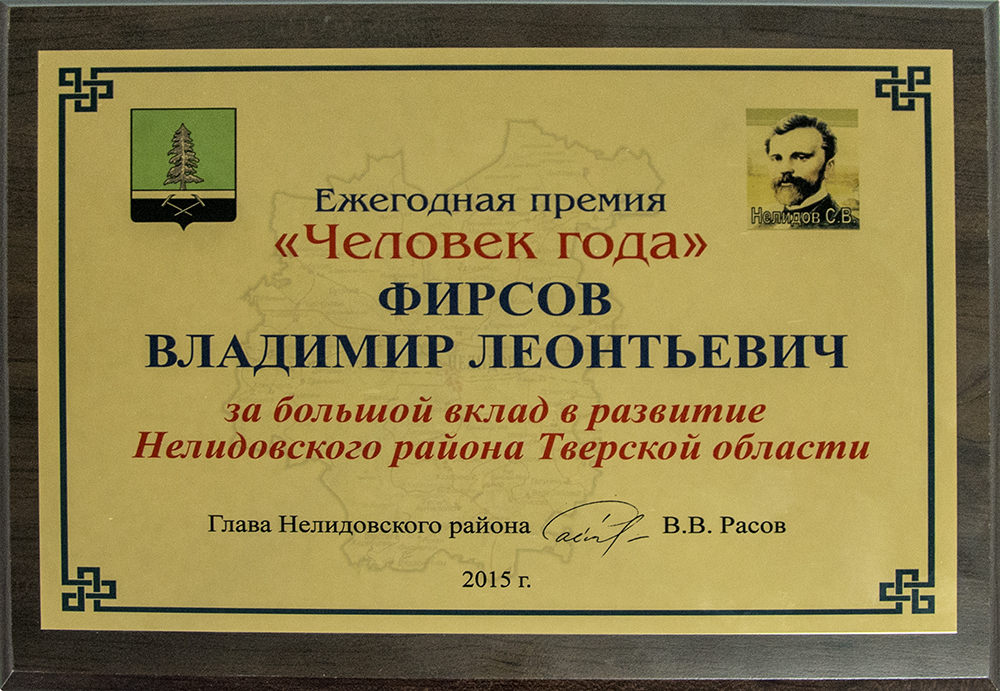 Нелидов С.В.
Ежегодная премия
«Человек года»
ФИРСОВ
ВЛАДИМИР ЛЕОНТЬЕВИЧ
за большой вклад в развитие
Нелидовского района Тверской области
Глава Нелидовского района В.В. Расов
2015 г.